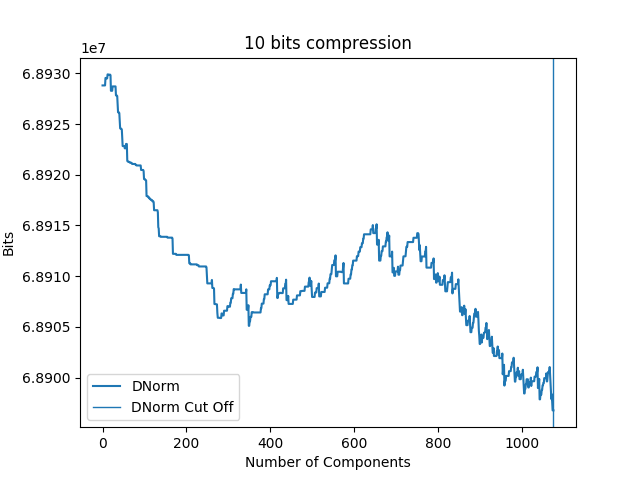 10 bits compression
1e7
6.8930
6.8925
6.8920
6.8915
6.8910
6.8905
6.8900
Bits
DNorm
DNorm Cut Off
0 200 400 600 800 1000
Number of Components